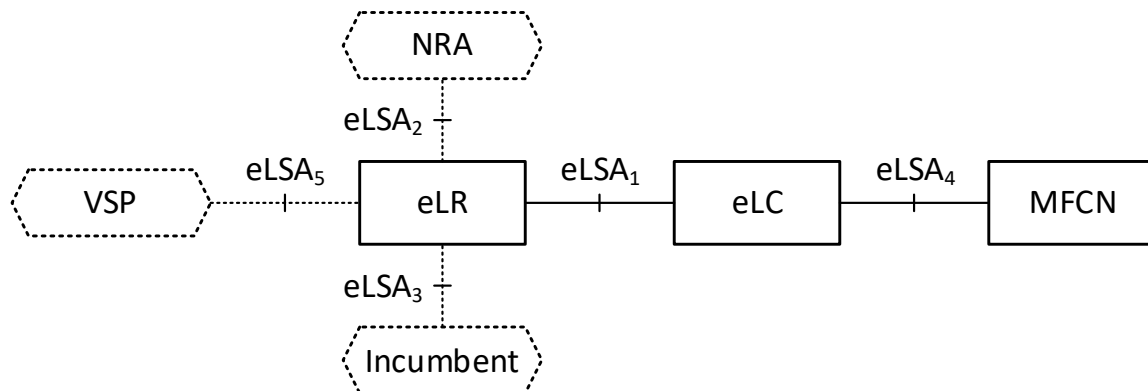 NRA
eLSA₂
VSP
eLSA₅
eLR
eLSA₁
eLC
eLSA₄
MFCN
eLSA₃
Incumbent